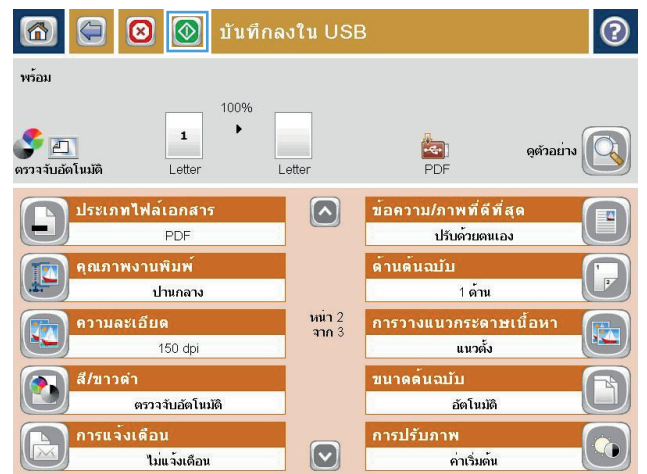 บันทึกลงใน USB
?
พร้อม
100%
1
ตรวจจับอัตโนมัติ
Letter
Letter
PDF
ดูตัวอย่าง
ประเภทไฟล์เอกสาร
PDF
ข้อความ/ภาพที่ดีที่สุด
ปรับด้วยตนเอง
คุณภาพงานพิมพ์
ปานกลาง
ด้านต้นฉบับ
1 ด้าน
ความละเอียด
150 dpi
หน้า 2
จาก 3
การวางแนวกระดาษเนื้อหา
แนวตั้ง
สี/ขาวดำ
ตรวจจับอัตโนมัติ
ขนาดต้นฉบับ
อัตโนมัติ
การแจ้งเตือน
ไม่แจ้งเตือน
การปรับภาพ
ค่าเริ่มต้น